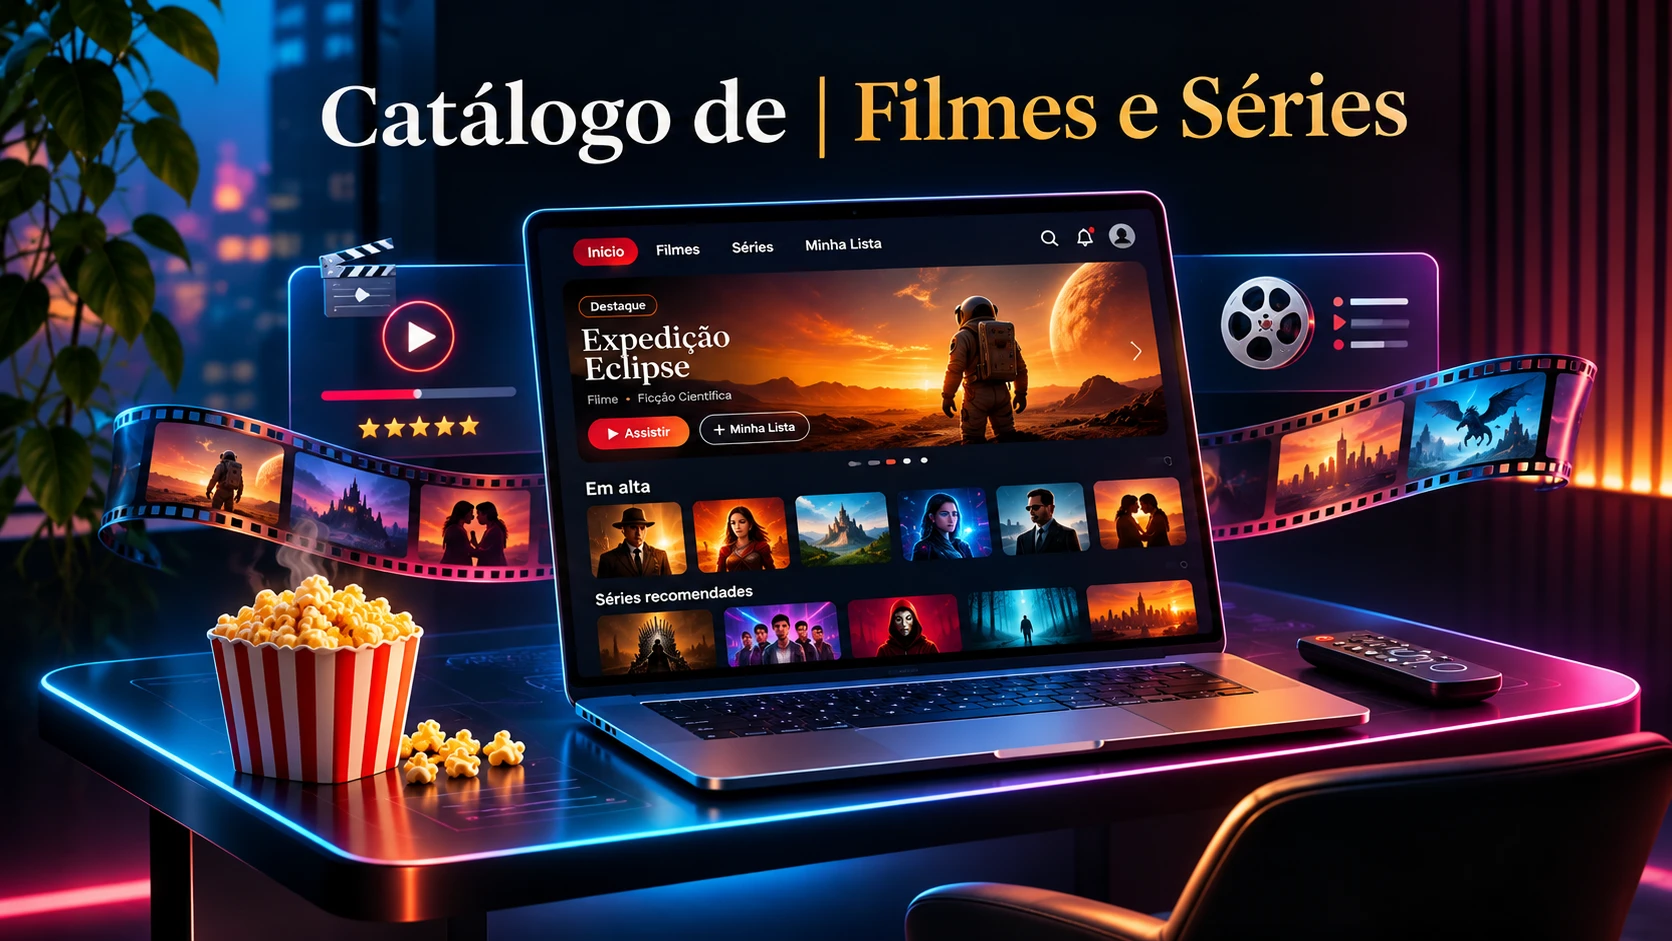 Catálogo de | Filmes e Séries
Início Filmes Séries Minha Lista
Destaque
Expedição
Eclipse
Filme • Ficção Científica
Assistir + Minha Lista
Em alta
Séries recomendades